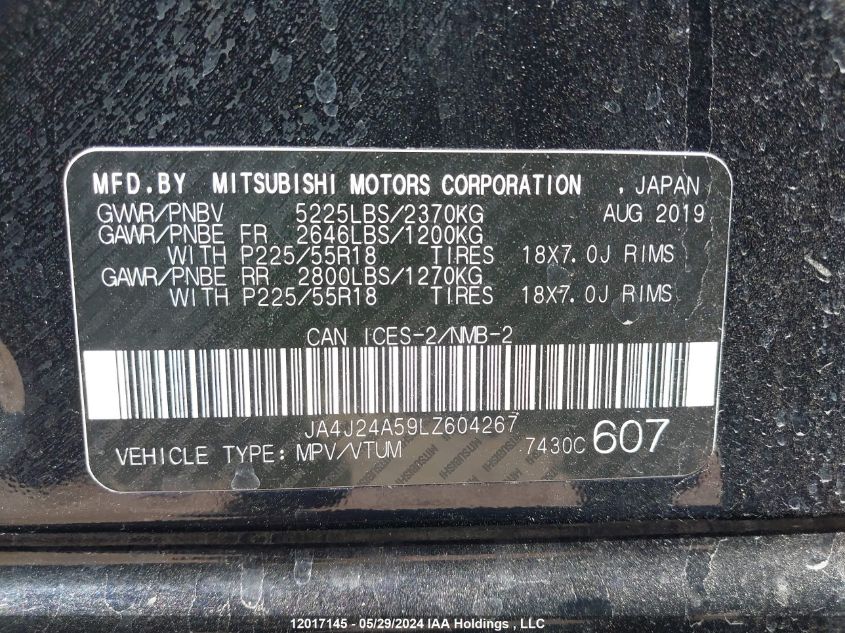 MFD.BY MITSUBISHI MOTORS CORPORATION , JAPAN
GVWR/PNBV 5225LBS/2370KG AUG 2019
GAWR/PNBE FR 2646LBS/1200KG
WITH P225/55R18 TIRES 18X7.0J RIMS
GAWR/PNBE RR 2800LBS/1270KG
WITH P225/55R18 TIRES 18X7.0J RIMS
CAN ICES-2/NMB-2
JA4J24A59LZ604267
VEHICLE TYPE: MPV/VTUM 7430C 607
12017145 - 05/29/2024 IAA Holdings , LLC